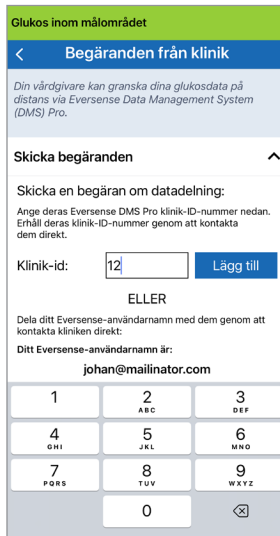 Glukos inom målområdet
Begäranden från klinik
Din vårdgivare kan granska dina glukosdata på
distans via Eversense Data Management System
(DMS) Pro.
Skicka begäranden
Skicka en begäran om datadelning:
Ange deras Eversense DMS Pro klinik-ID-nummer nedan.
Erhåll deras klinik-ID-nummer genom att kontakta
dem direkt.
Klinik-id: 12 Lägg till
ELLER
Dela ditt Eversense-användarnamn med dem genom att
kontakta kliniken direkt:
Ditt Eversense-användarnamn är:
johan@mailinator.com
1 2 3
ABC DEF
4 5 6
GHI JKL MNO
7 8 9
PQRS TUV WXYZ
0